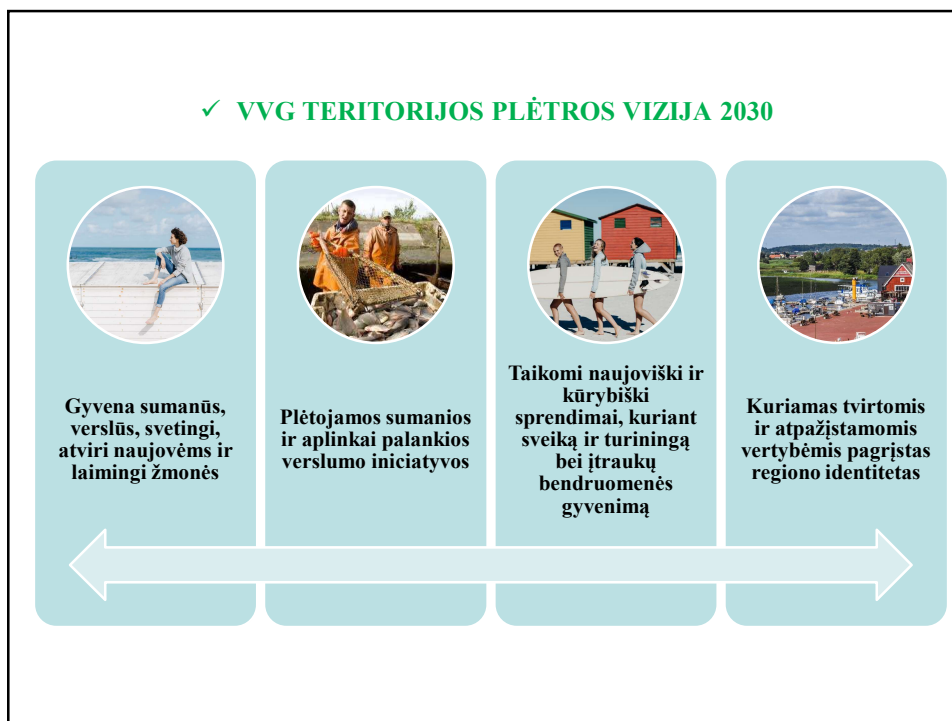 ✓ VVG TERITORIJOS PLĖTROS VIZIJA 2030
Gyvena sumanūs,
verslūs, svetingi,
atviri naujovėms ir
laimingi žmonės
Plėtojamos sumanios
ir aplinkai palankios
verslumo iniciatyvos
Taikomi naujoviški ir
kūrybiški
sprendimai, kuriant
sveiką ir turiningą
bei įtraukų
bendruomenės
gyvenimą
Kuriamas tvirtomis
ir atpažįstamomis
vertybėmis pagrįstas
regiono identitetas